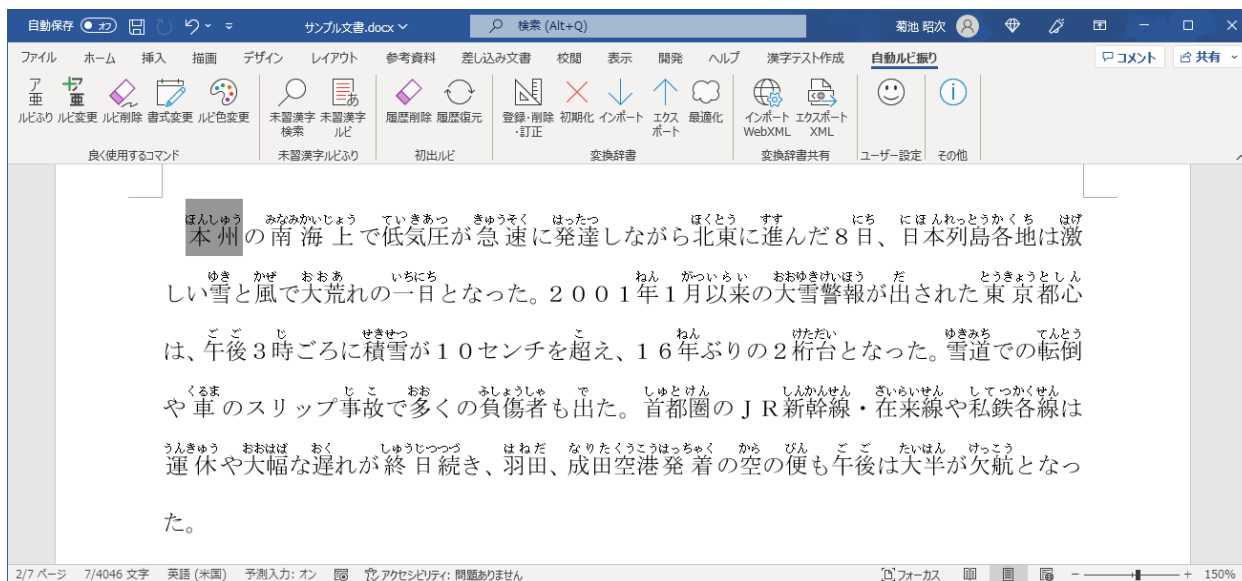 自動保存 オフ サンプル文書.docx 検索 (Alt+Q) 菊池 昭次
ファイル ホーム 挿入 描画 デザイン レイアウト 参考資料 差し込み文書 校閲 表示 開発 ヘルプ 漢字テスト作成 自動ルビ振り コメント 共有
ルビふり ルビ変更 ルビ削除 書式変更 ルビ色変更 未習漢字検索 未習漢字ルビ 履歴削除 履歴復元 登録・削除・訂正 初期化 インポート エクスポート 最適化 インポートWebXML エクスポートXML
良く使用するコマンド 未習漢字ルビふり 初出ルビ 変換辞書 変換辞書共有 ユーザー設定 その他
ほんしゅう みなみかいじょう ていきあつ きゅうそく はったつ ほくとう すす にち にほんれっとうかくち はげ
本州の南海上で低気圧が急速に発達しながら北東に進んだ8日、日本列島各地は激
ゆき かぜ おおあ いちにち ねん がついらい おおゆきけいほう だ とうきょうとしん
しい雪と風で大荒れの一日となった。2001年1月以来の大雪警報が出された東京都心
ごご じ せきせつ こ ねん けただい ゆきみち てんとう
は、午後3時ごろに積雪が10センチを超え、16年ぶりの2桁台となった。雪道での転倒
くるま じこ おお ふしょうしゃ で しゅとけん しんかんせん ざいらいせん してつかくせん
や車のスリップ事故で多くの負傷者も出た。首都圏のJR新幹線・在来線や私鉄各線は
うんきゅう おおはば おく しゅうじつつづ はねだ なりたくうこうはっちゃく から びん ごご たいはん けっこう
運休や大幅な遅れが終日続き、羽田、成田空港発着の空の便も午後は大半が欠航となっ
た。
2/7 ページ 7/4046 文字 英語 (米国) 予測入力: オン アクセシビリティ: 問題ありません フォーカス 150%